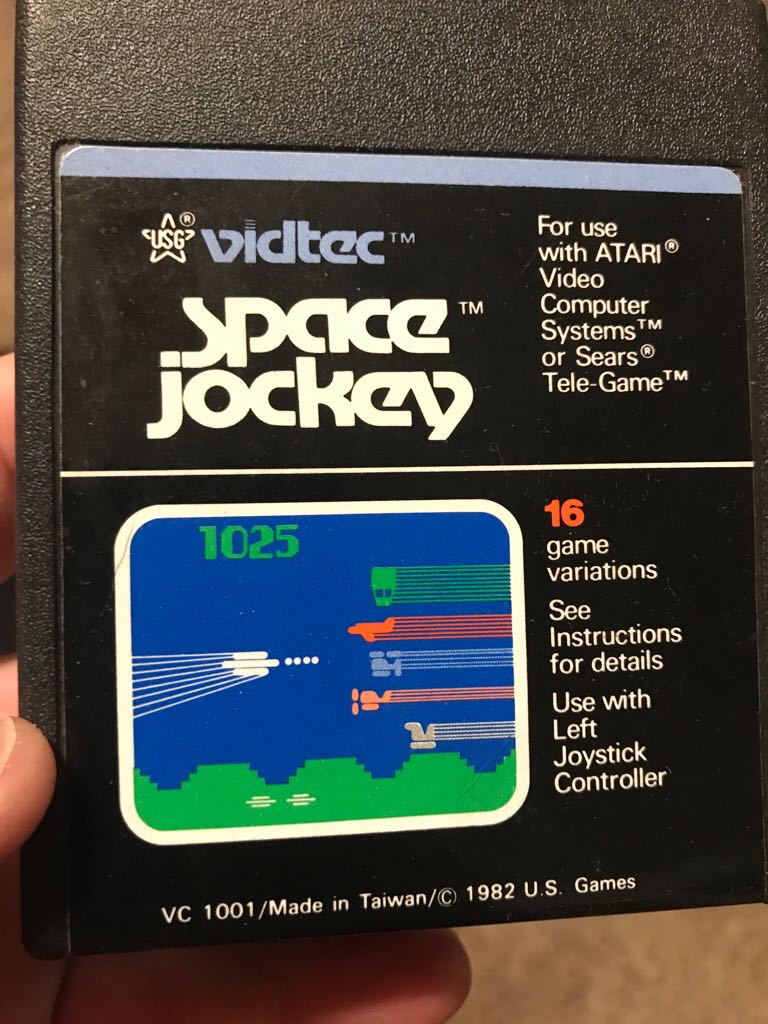 USG® vidtec™
space™
jockey
For use
with ATARI®
Video
Computer
Systems™
or Sears®
Tele-Game™
1025
16
game
variations
See
Instructions
for details
Use with
Left
Joystick
Controller
VC 1001/Made in Taiwan/© 1982 U.S. Games